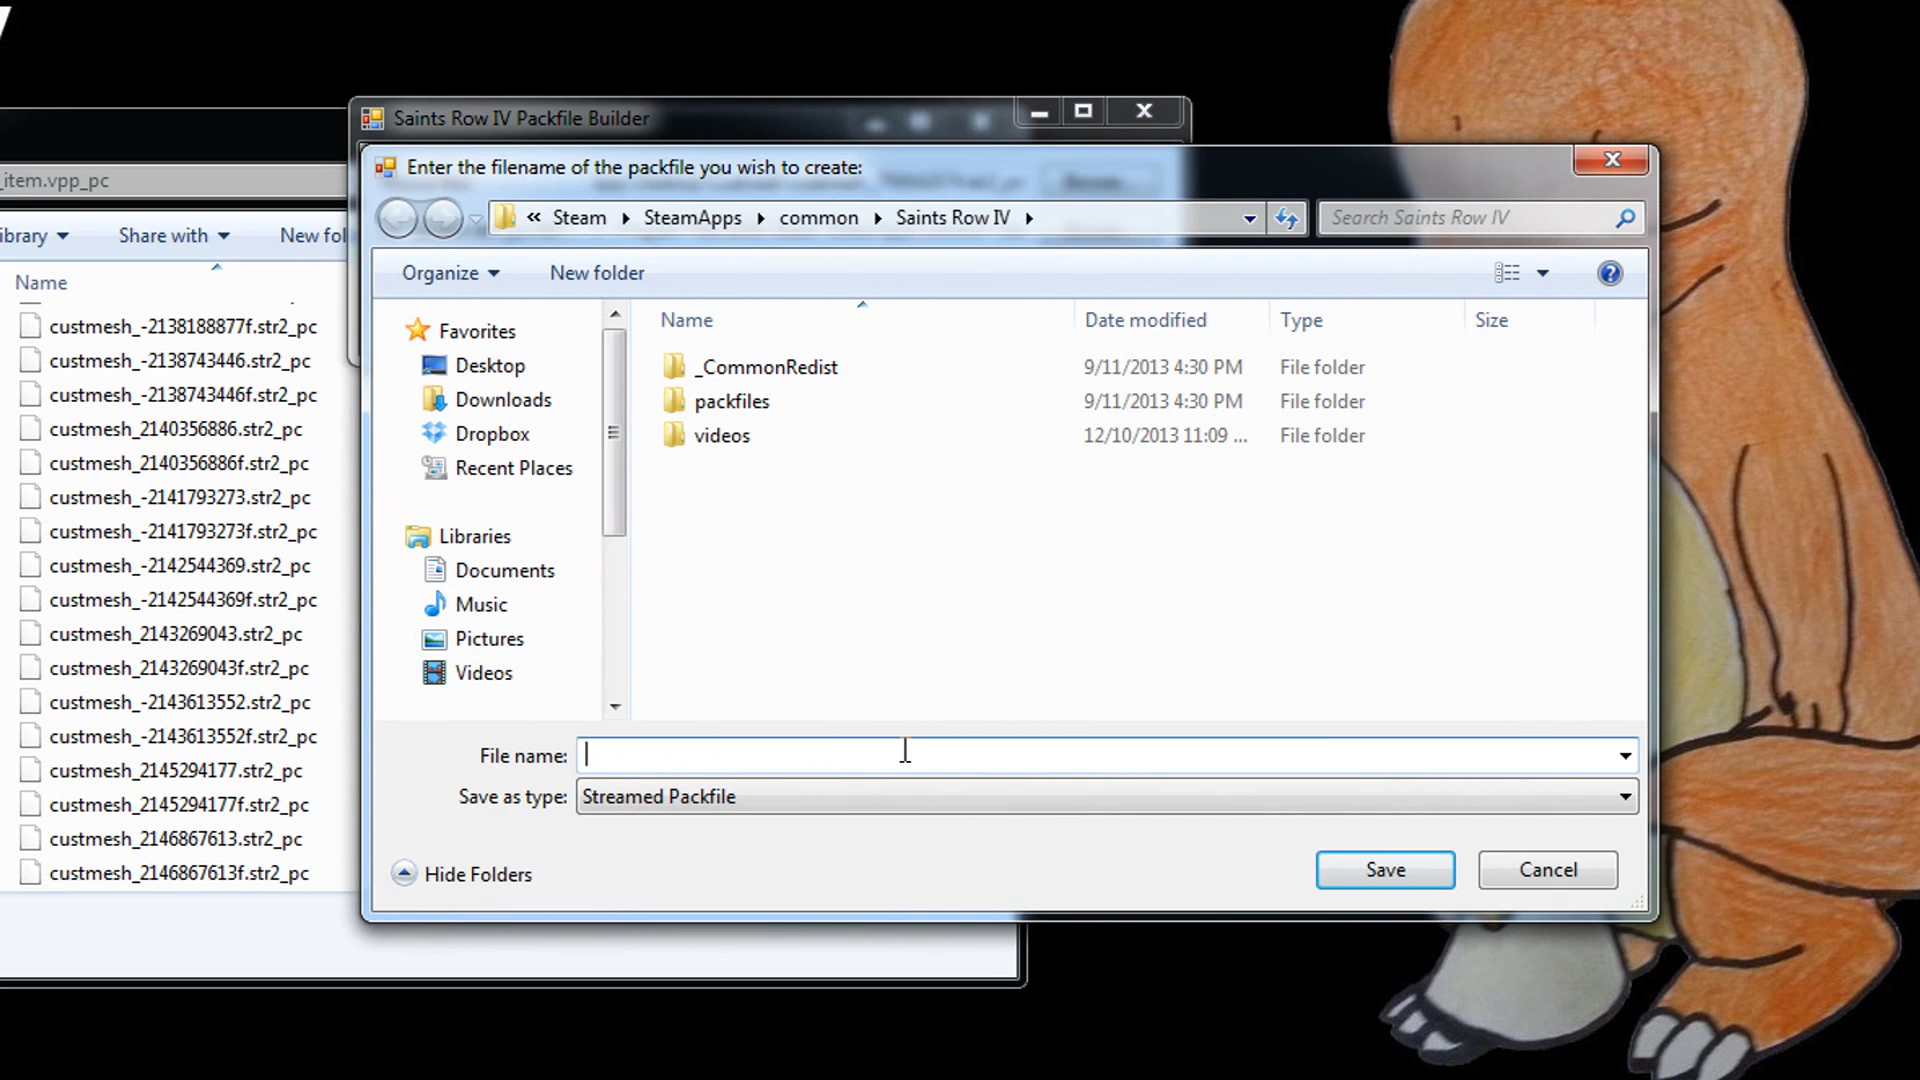 Saints Row IV Packfile Builder
Enter the filename of the packfile you wish to create:
_item.vpp_pc
« Steam SteamApps common Saints Row IV
Search Saints Row IV
ibrary Share with New fol
Organize New folder
Name
custmesh_-2138188877f.str2_pc
custmesh_-2138743446.str2_pc
custmesh_-2138743446f.str2_pc
custmesh_2140356886.str2_pc
custmesh_2140356886f.str2_pc
custmesh_-2141793273.str2_pc
custmesh_-2141793273f.str2_pc
custmesh_-2142544369.str2_pc
custmesh_-2142544369f.str2_pc
custmesh_2143269043.str2_pc
custmesh_2143269043f.str2_pc
custmesh_-2143613552.str2_pc
custmesh_-2143613552f.str2_pc
custmesh_2145294177.str2_pc
custmesh_2145294177f.str2_pc
custmesh_2146867613.str2_pc
custmesh_2146867613f.str2_pc
Favorites
Desktop
Downloads
Dropbox
Recent Places
Libraries
Documents
Music
Pictures
Videos
Name Date modified Type Size
_CommonRedist 9/11/2013 4:30 PM File folder
packfiles 9/11/2013 4:30 PM File folder
videos 12/10/2013 11:09 ... File folder
File name:
Save as type: Streamed Packfile
Hide Folders
Save Cancel